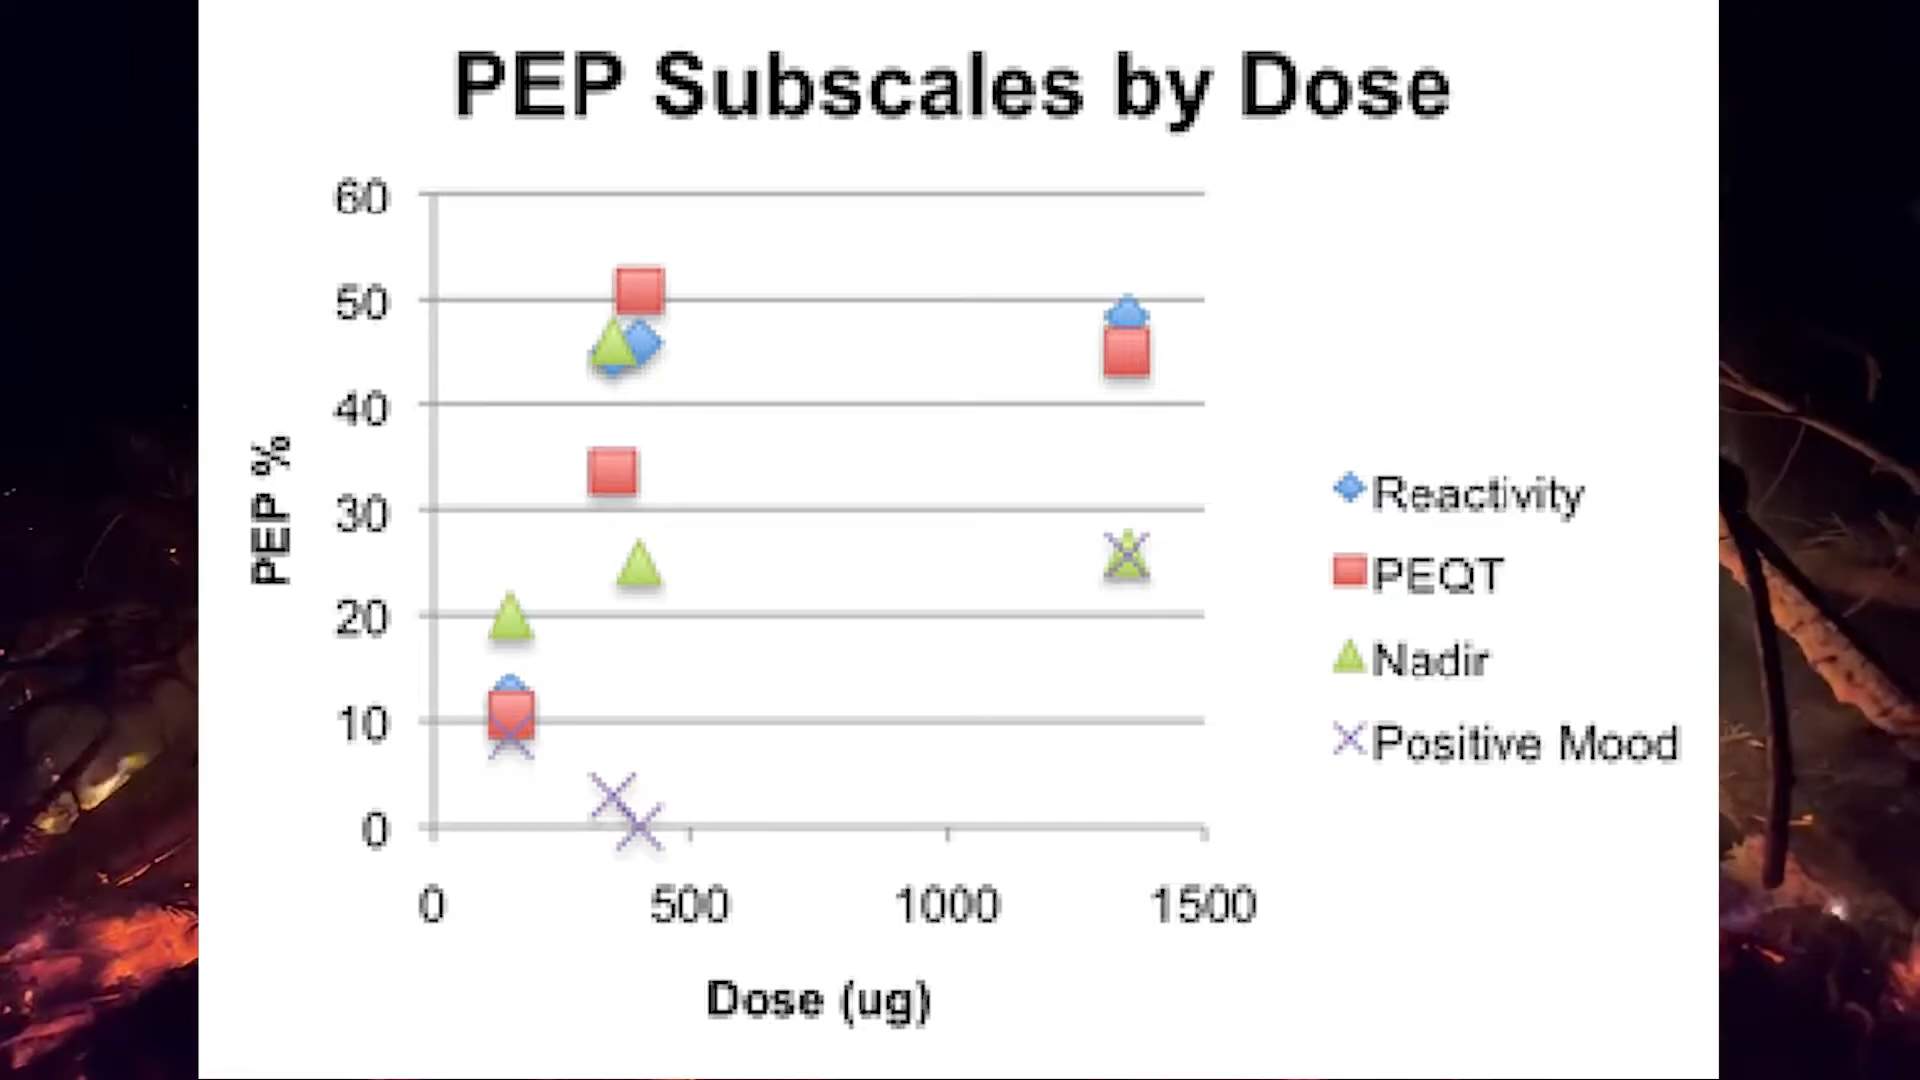 PEP Subscales by Dose
60
50
40
30
20
10
0
PEP %
0 500 1000 1500
Dose (ug)
Reactivity
PEQT
Nadir
Positive Mood